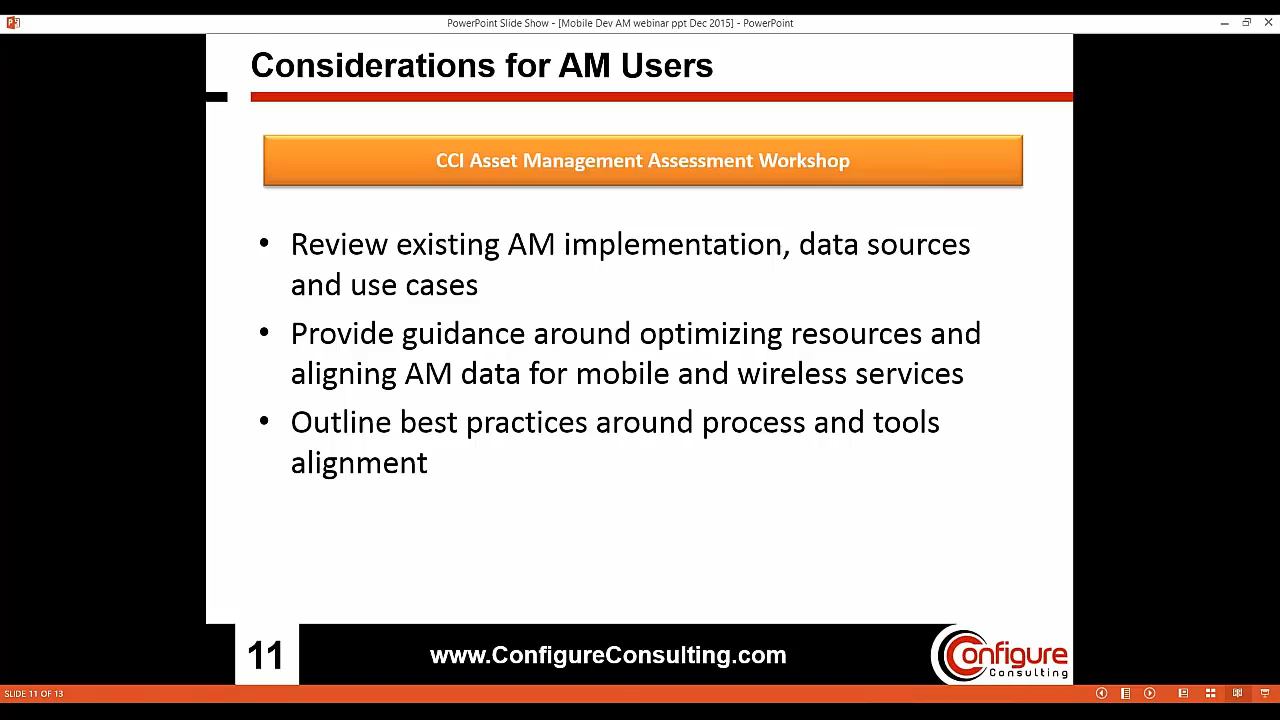 PowerPoint Slide Show - [Mobile Dev AM webinar ppt Dec 2015] - PowerPoint
Considerations for AM Users
CCI Asset Management Assessment Workshop
• Review existing AM implementation, data sources
and use cases
• Provide guidance around optimizing resources and
aligning AM data for mobile and wireless services
• Outline best practices around process and tools
alignment
11
www.ConfigureConsulting.com
Configure
Consulting
SLIDE 11 OF 13